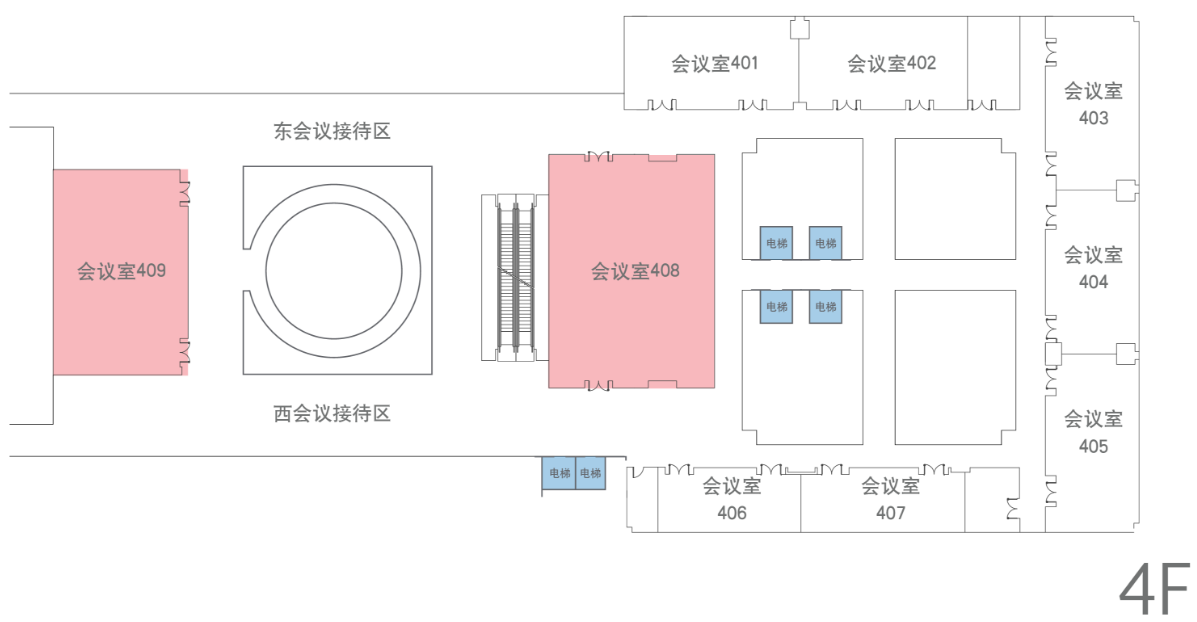 会议室401
会议室402
会议室
403
东会议接待区
电梯
电梯
会议室409
会议室408
会议室
404
电梯
电梯
西会议接待区
会议室
405
电梯
电梯
会议室
406
会议室
407
4F